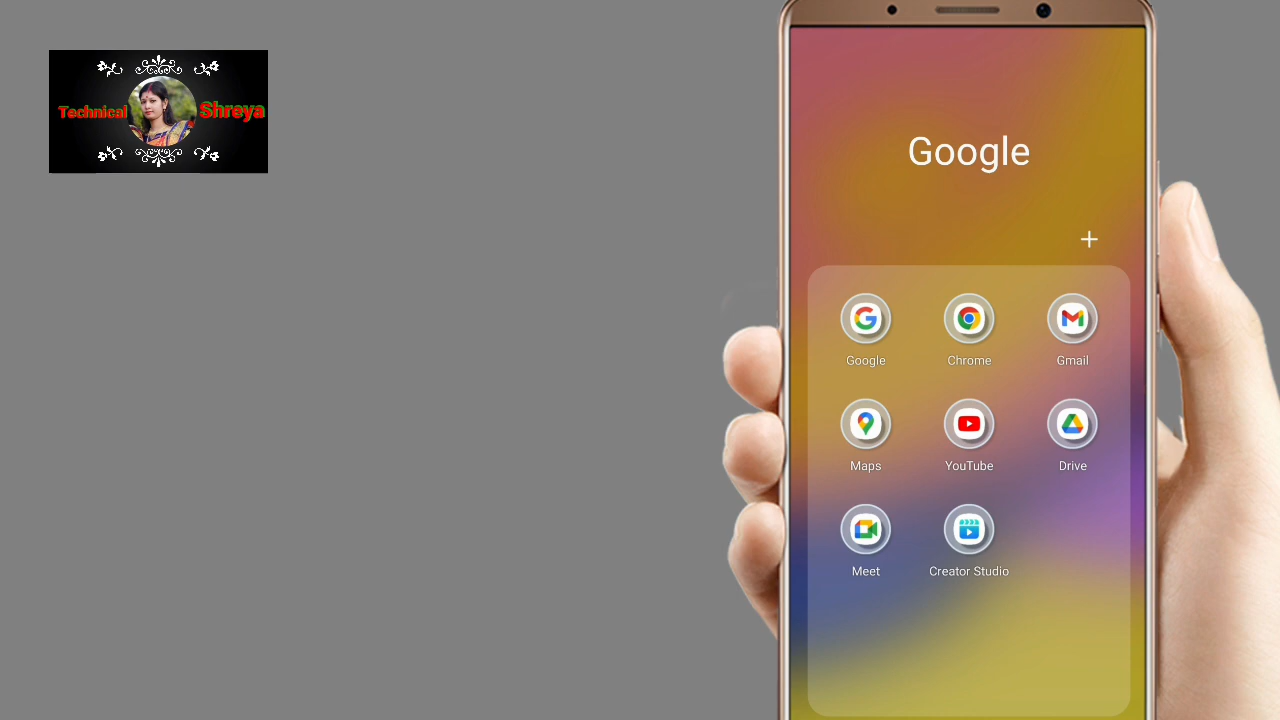 Technical Shreya
Google
+
Google Chrome Gmail
Maps YouTube Drive
Meet Creator Studio